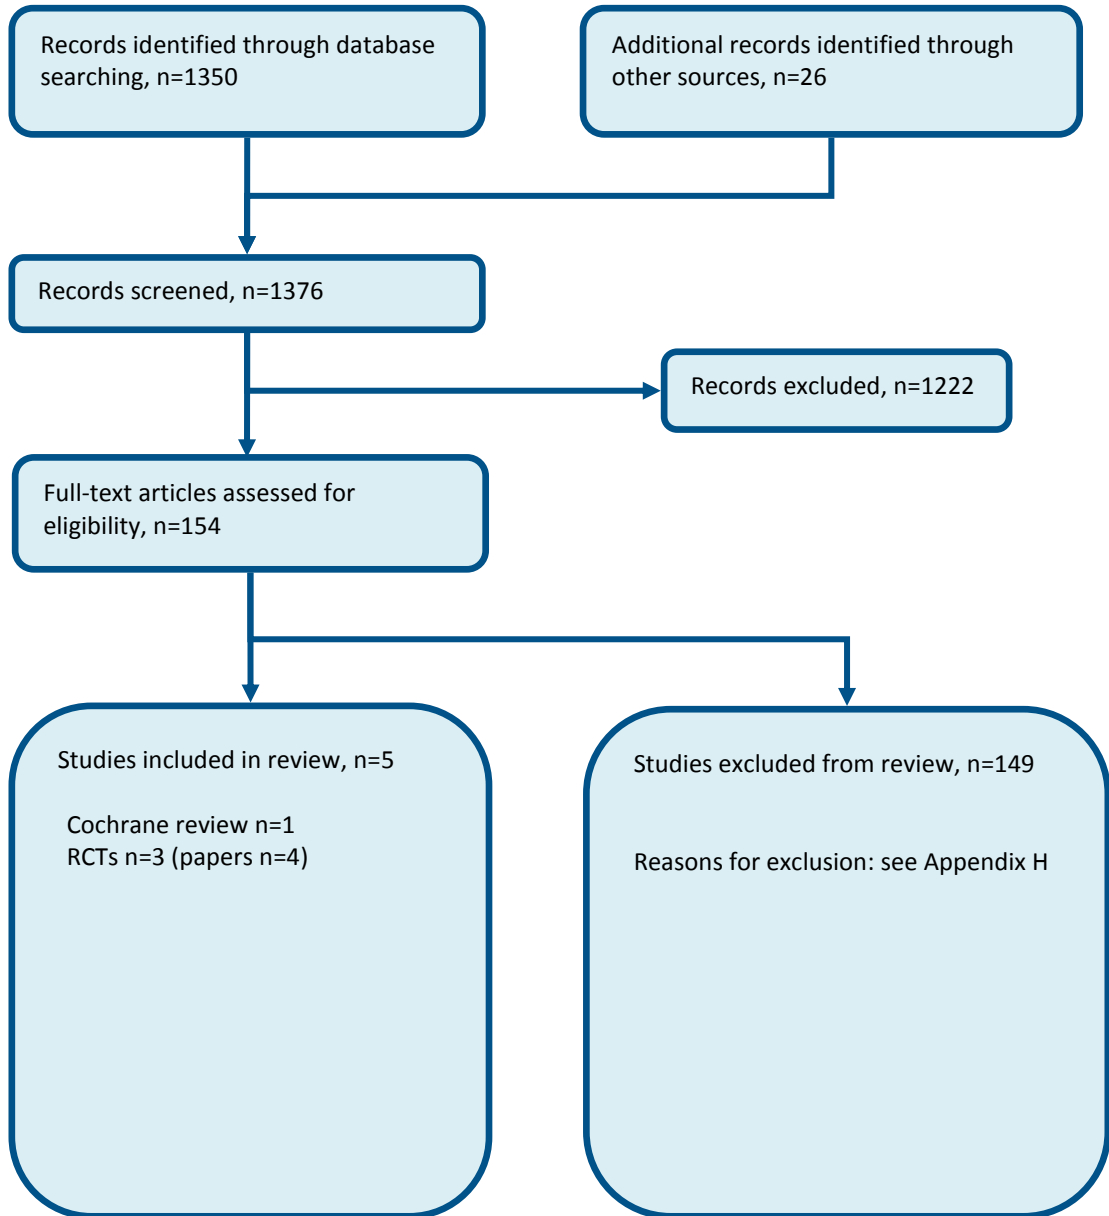 Records identified through database
searching, n=1350
Additional records identified through
other sources, n=26
Records screened, n=1376
Records excluded, n=1222
Full-text articles assessed for
eligibility, n=154
Studies included in review, n=5
Cochrane review n=1
RCTs n=3 (papers n=4)
Studies excluded from review, n=149
Reasons for exclusion: see Appendix H